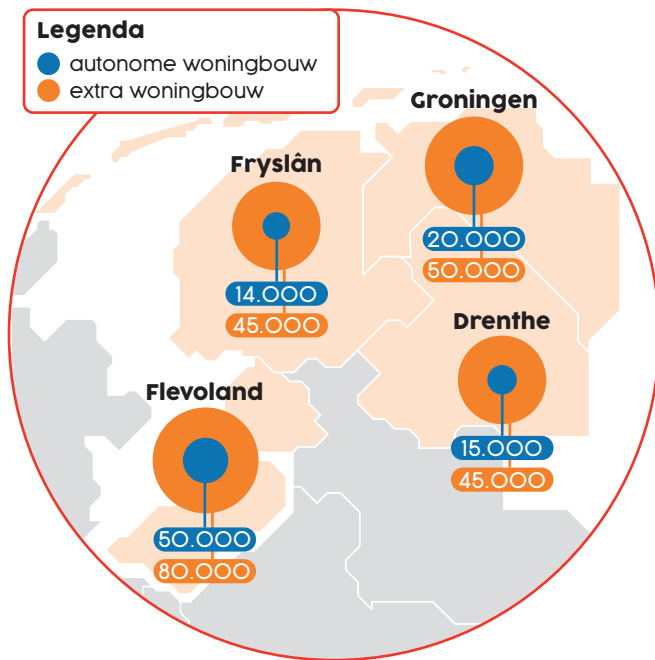 Legenda
autonome woningbouw
extra woningbouw
Groningen
20.000
50.000
Fryslân
14.000
45.000
Drenthe
15.000
45.000
Flevoland
50.000
80.000